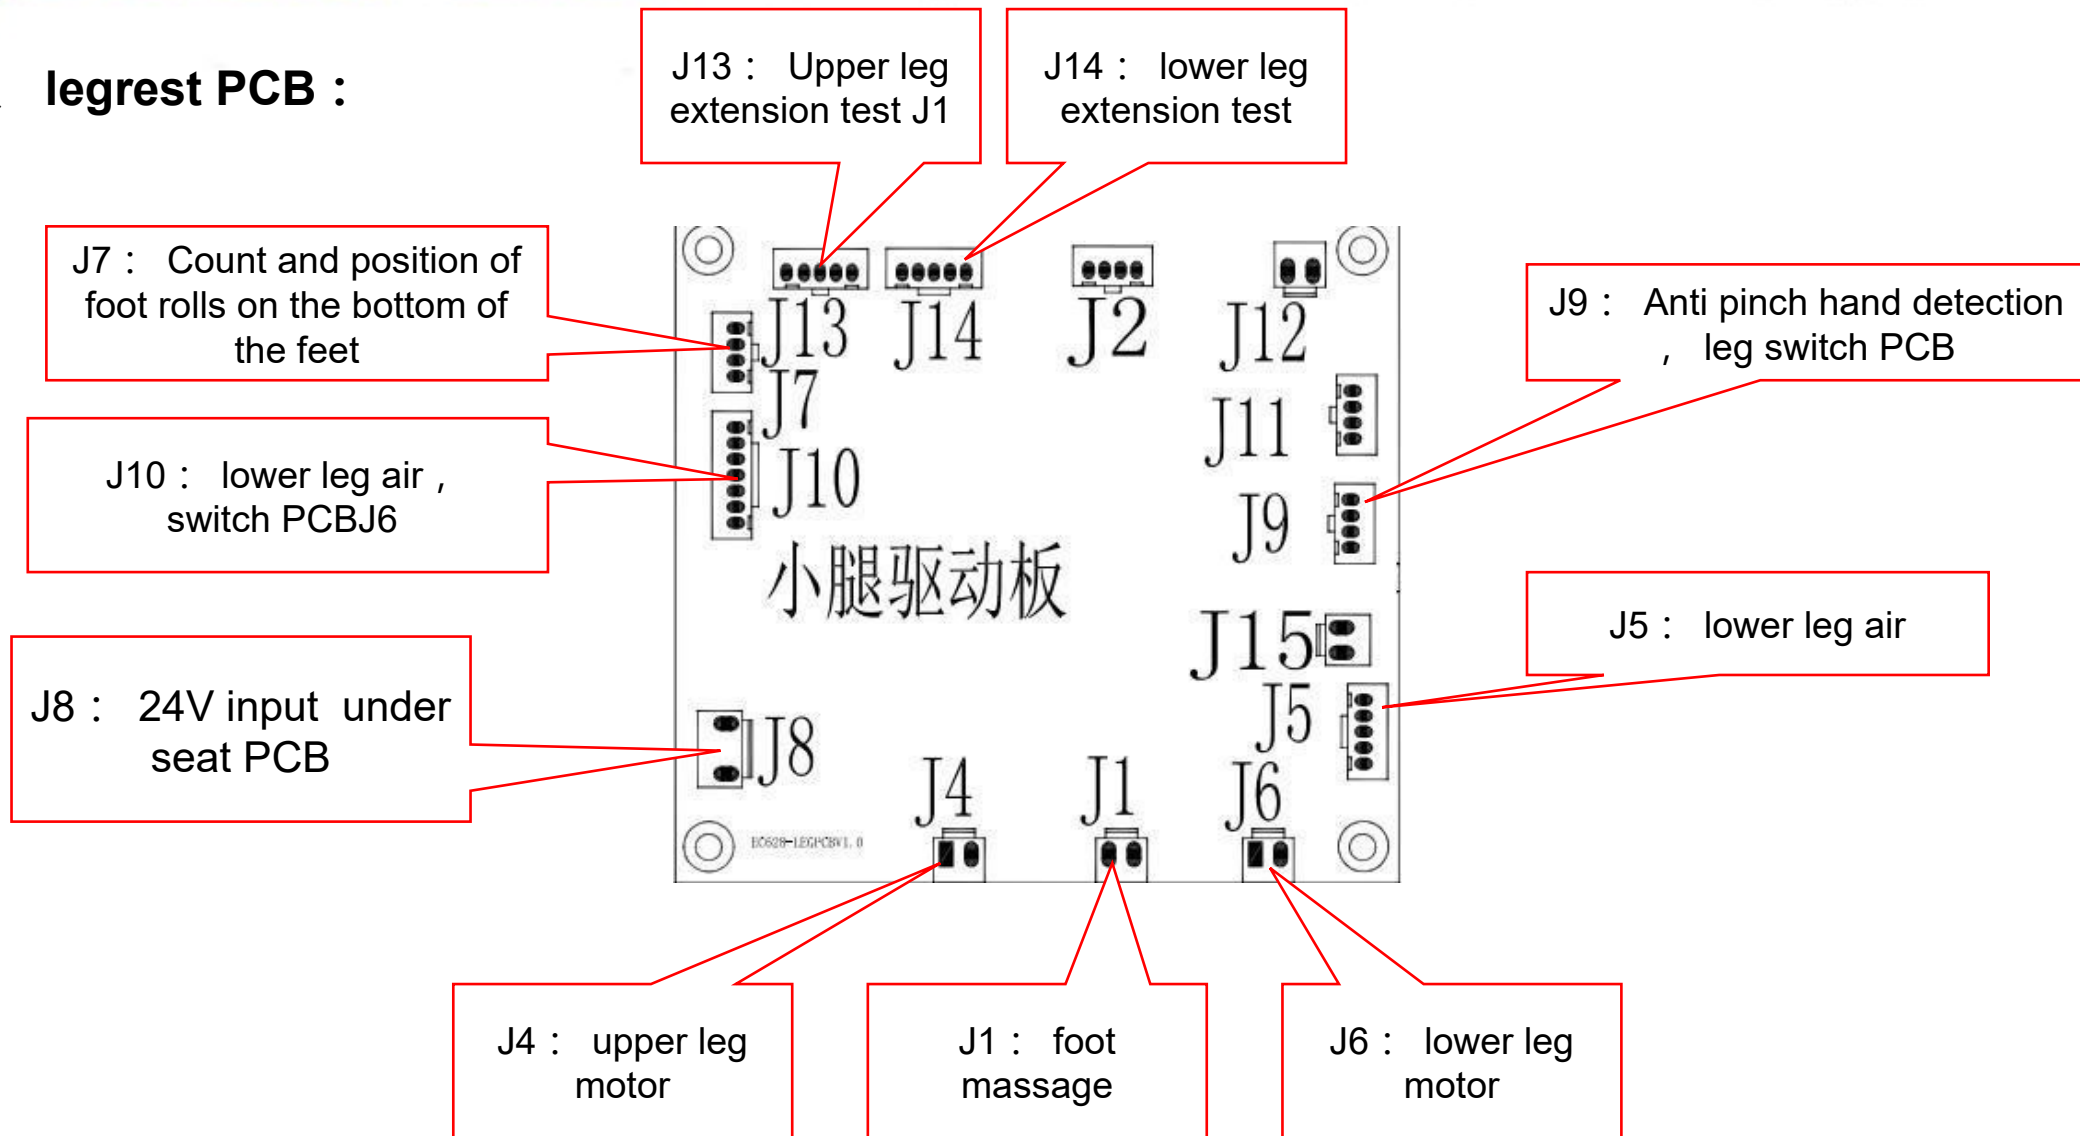 legrest PCB：
J13： Upper leg
extension test J1
J14： lower leg
extension test
J7： Count and position of
foot rolls on the bottom of
the feet
J9： Anti pinch hand detection
， leg switch PCB
J10： lower leg air，
switch PCBJ6
J8： 24V input under
seat PCB
J5： lower leg air
J13
J14
J2
J12
J7
J11
J10
J9
小腿驱动板
J15
J5
J8
J4
J1
J6
EC628-LEGPCBV1.0
J4： upper leg
motor
J1： foot
massage
J6： lower leg
motor